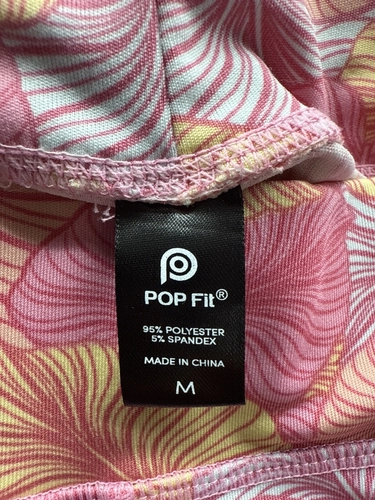 POP Fit®
95% POLYESTER
5% SPANDEX
MADE IN CHINA
M